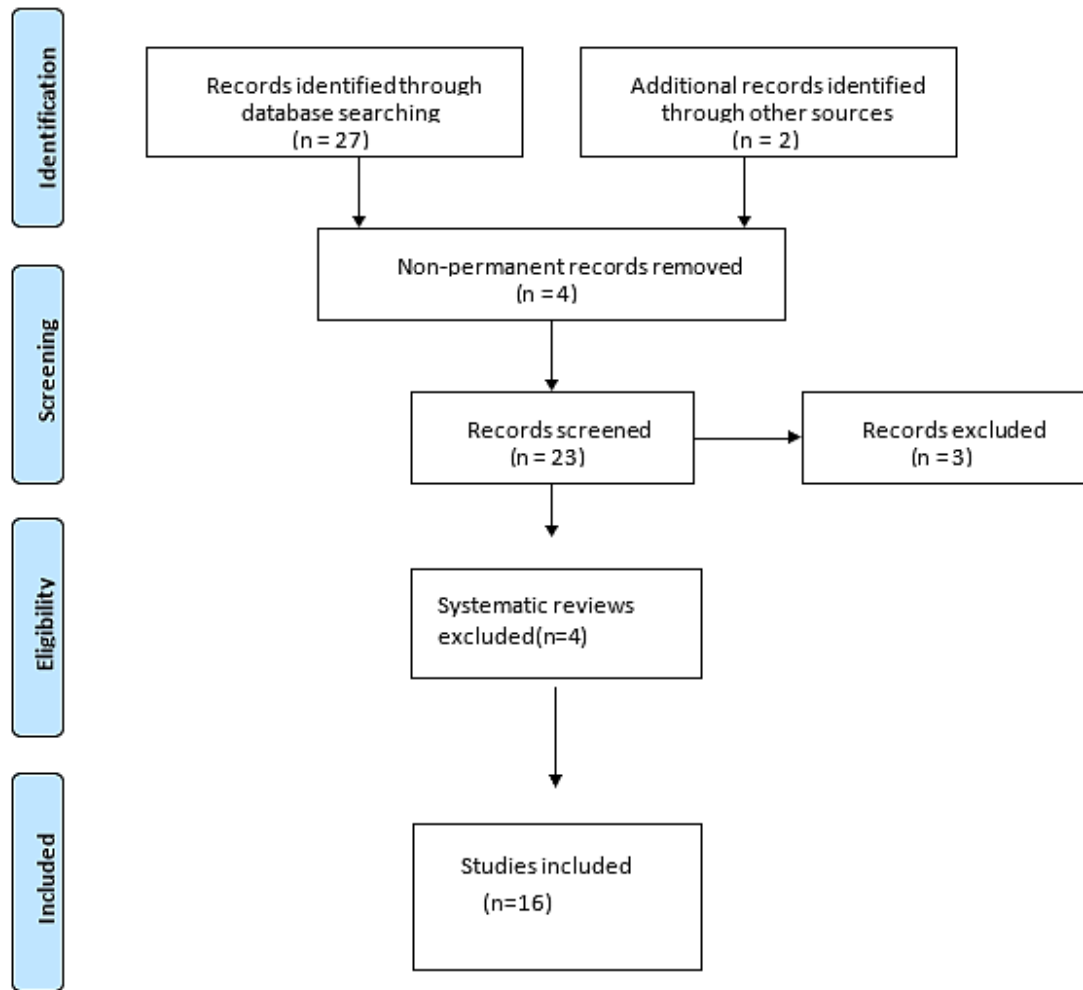 Identification
Records identified through
database searching
(n = 27)
Additional records identified
through other sources
(n = 2)
Non-permanent records removed
(n = 4)
Screening
Records screened
(n = 23)
Records excluded
(n = 3)
Eligibility
Systematic reviews
excluded(n=4)
Included
Studies included
(n=16)